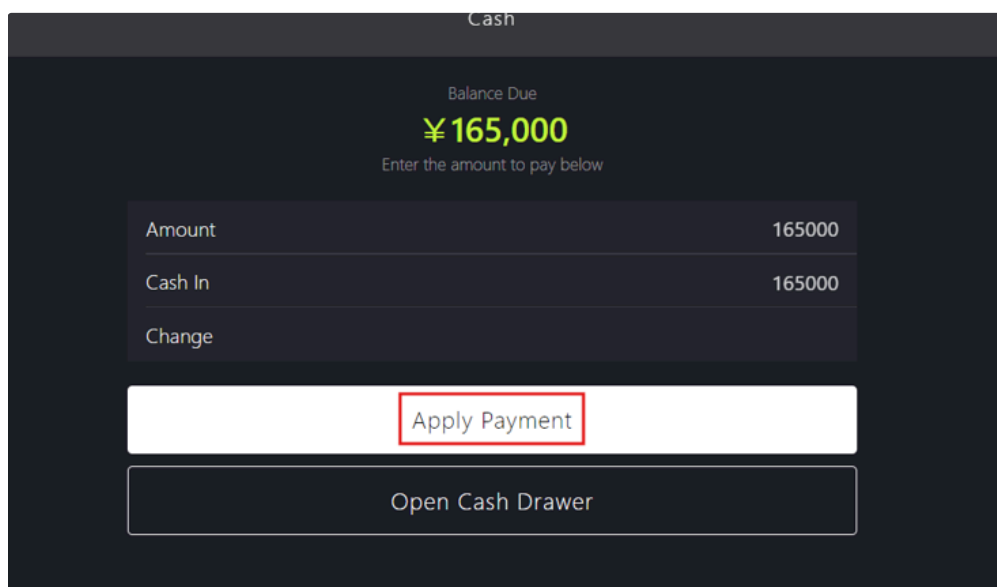 Cash
Balance Due
¥165,000
Enter the amount to pay below
Amount 165000
Cash In 165000
Change
Apply Payment
Open Cash Drawer